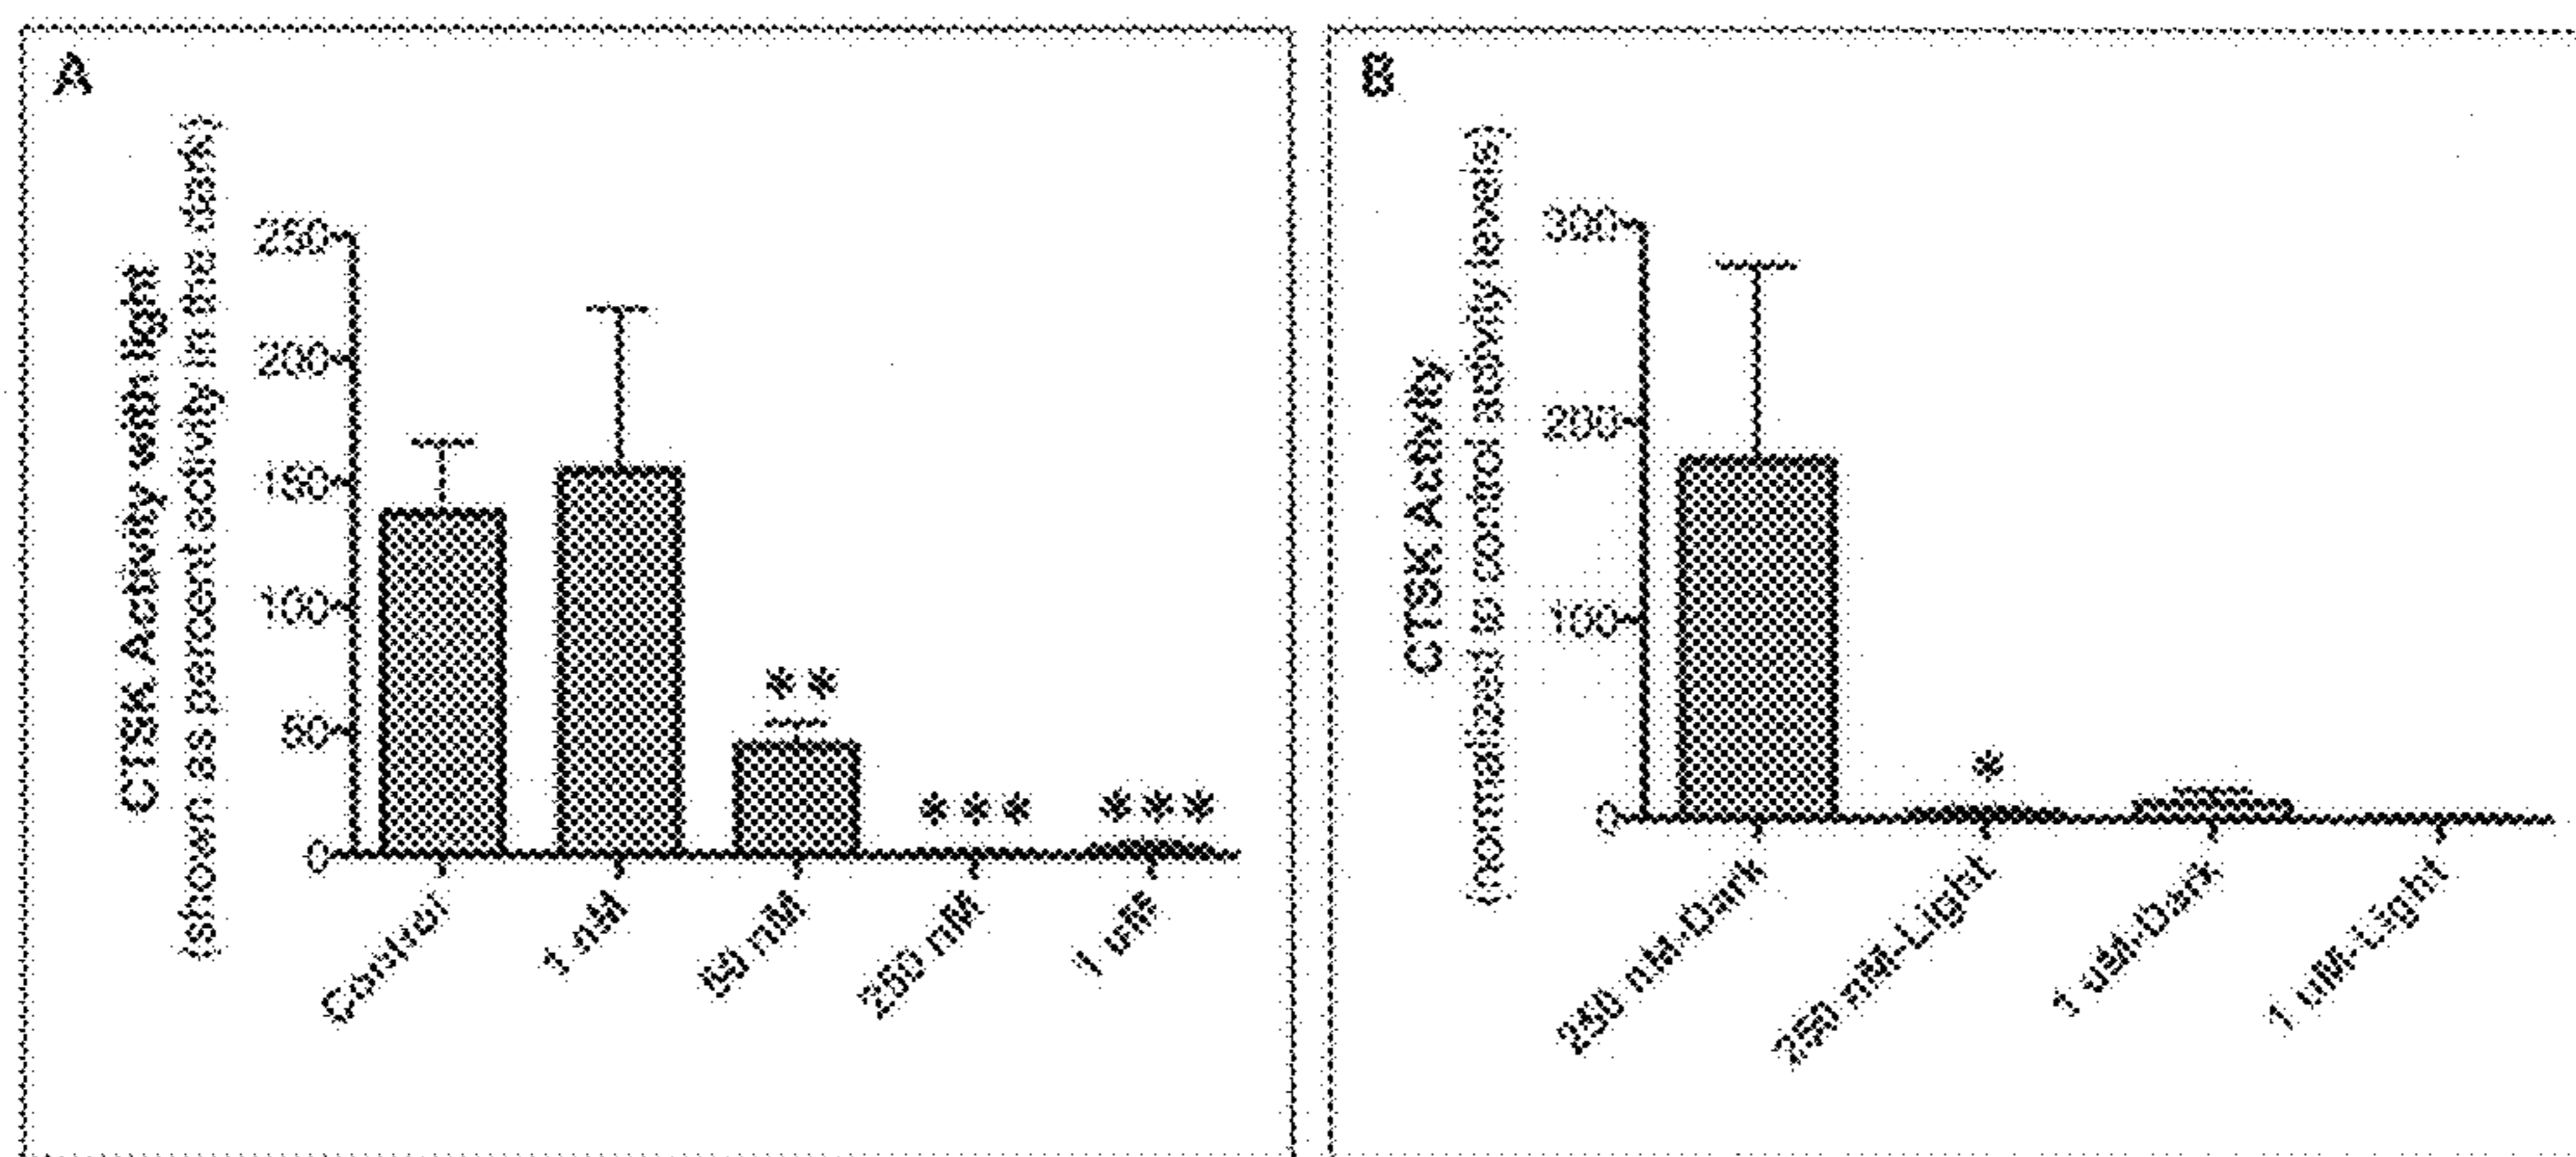 A
CTSK Activity with light
(shown as percent activity in the dark)
250
200
150
100
50
0
**
***
***
Control
1 nM
50 nM
250 nM
1 uM
B
CTSK Activity
(normalized to control activity levels)
300
200
100
0
*
250 nM-Dark
250 nM-Light
1 uM-Dark
1 uM-Light